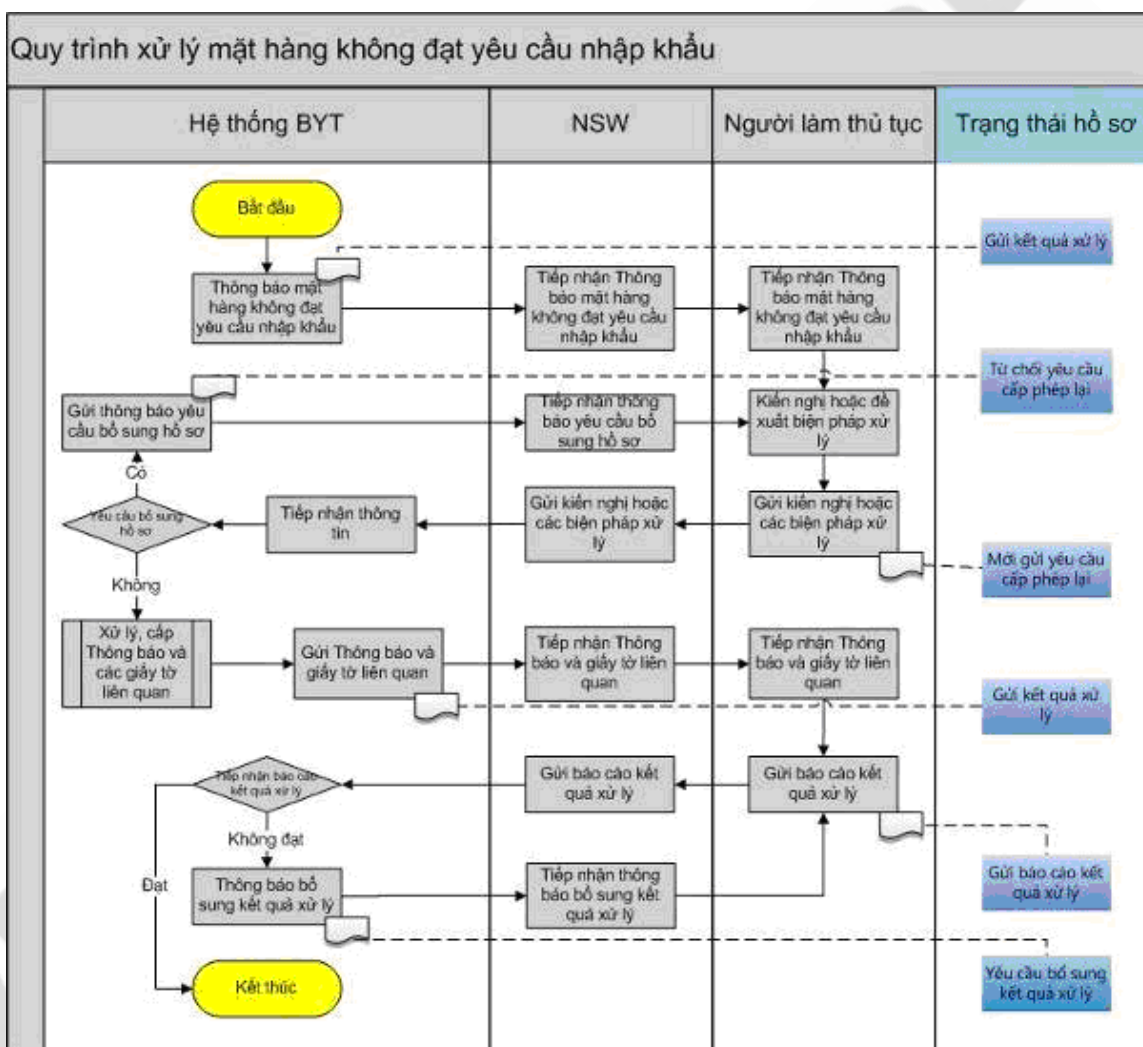 Quy trình xử lý mặt hàng không đạt yêu cầu nhập khẩu
Hệ thống BYT
NSW
Người làm thủ tục
Trạng thái hồ sơ
Bắt đầu
Gửi kết quả xử lý
Thông báo mặt
hàng không đạt
yêu cầu nhập khẩu
Tiếp nhận Thông
báo mặt hàng
không đạt yêu cầu
nhập khẩu
Tiếp nhận Thông
báo mặt hàng
không đạt yêu cầu
nhập khẩu
Từ chối yêu cầu
cấp phép lại
Gửi thông báo yêu
cầu bổ sung hồ sơ
Tiếp nhận thông
báo yêu cầu bổ
sung hồ sơ
Kiến nghị hoặc đề
xuất biện pháp xử
lý
Có
Yêu cầu bổ sung
hồ sơ
Tiếp nhận thông
tin
Gửi kiến nghị hoặc
các biện pháp xử
lý
Gửi kiến nghị hoặc
các biện pháp xử
lý
Mới gửi yêu cầu
cấp phép lại
Không
Xử lý, cấp
Thông báo và
các giấy tờ
liên quan
Gửi Thông báo và
giấy tờ liên quan
Tiếp nhận Thông
báo và giấy tờ liên
quan
Tiếp nhận Thông
báo và giấy tờ liên
quan
Gửi kết quả xử
lý
Tiếp nhận báo cáo
kết quả xử lý
Gửi báo cáo kết
quả xử lý
Gửi báo cáo kết
quả xử lý
Không đạt
Đạt
Thông báo bổ
sung kết quả xử lý
Tiếp nhận thông
báo bổ sung kết
quả xử lý
Gửi báo cáo kết
quả xử lý
Kết thúc
Yêu cầu bổ sung
kết quả xử lý